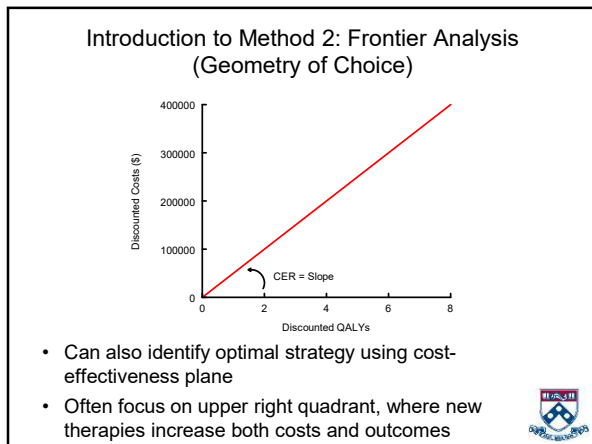 Introduction to Method 2: Frontier Analysis
(Geometry of Choice)
400000
300000
200000
100000
0
Discounted Costs ($)
CER = Slope
0 2 4 6 8
Discounted QALYs
• Can also identify optimal strategy using cost-
effectiveness plane
• Often focus on upper right quadrant, where new
therapies increase both costs and outcomes